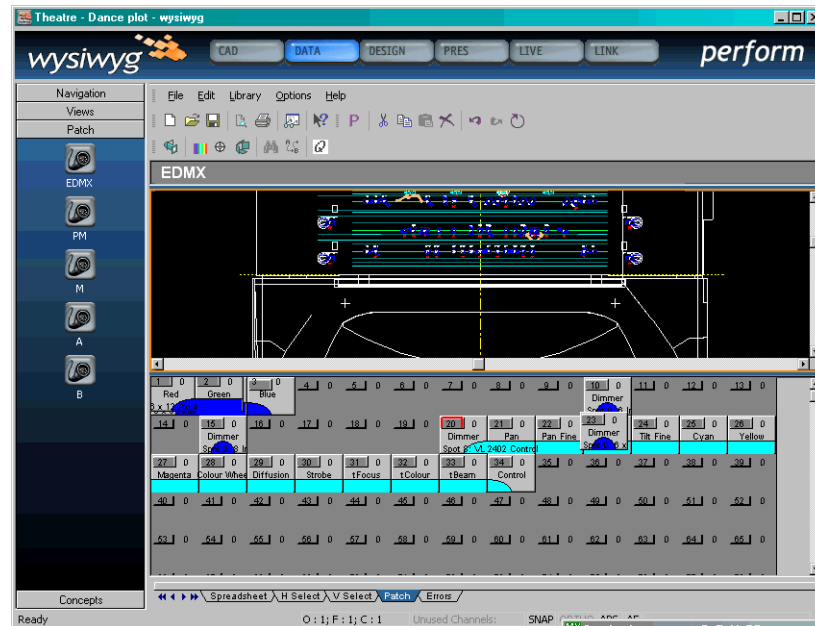 Theatre - Dance plot - wysiwyg
wysiwyg CAD DATA DESIGN PRES LIVE LINK perform
Navigation
Views
Patch
EDMX
PM
M
A
B
Concepts
File Edit Library Options Help
EDMX
1 0 2 0 3 0 4 0 5 0 6 0 7 0 8 0 9 0 10 0 11 0 12 0 13 0
Red Green Blue Dimmer
14 0 15 0 16 0 17 0 18 0 19 0 20 0 21 0 22 0 23 0 24 0 25 0 26 0
Dimmer Dimmer Pan Pan Fine Dimmer Tilt Fine Cyan Yellow
VL 2402 Control
27 0 28 0 29 0 30 0 31 0 32 0 33 0 34 0 35 0 36 0 37 0 38 0 39 0
Magenta Colour Whee Diffusion Strobe tFocus tColour tBeam Control
40 0 41 0 42 0 43 0 44 0 45 0 46 0 47 0 48 0 49 0 50 0 51 0 52 0
53 0 54 0 55 0 56 0 57 0 58 0 59 0 60 0 61 0 62 0 63 0 64 0 65 0
Spreadsheet H Select V Select Patch Errors
Ready O : 1; F : 1; C : 1 Unused Channels: SNAP